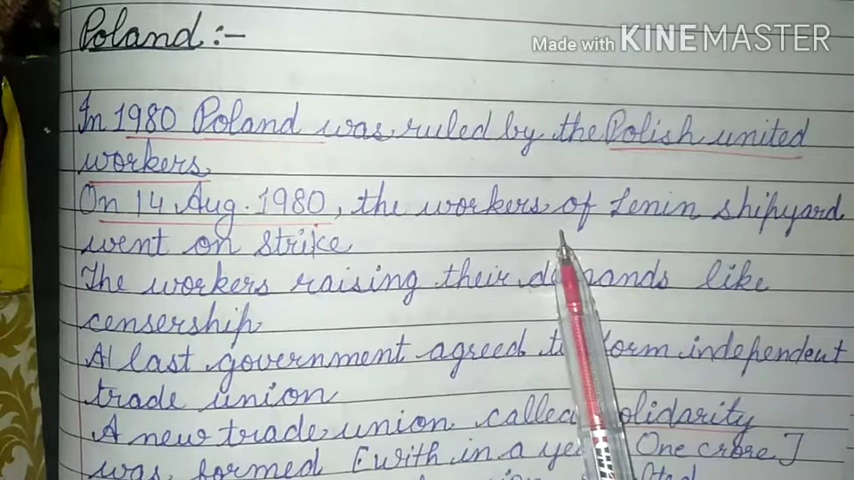 Poland :-
Made with KINEMASTER
In 1980 Poland was ruled by the Polish united
workers
On 14 Aug. 1980, the workers of Lenin shipyard
went on strike
The workers raising their demands like
censership
At last government agreed to form independent
trade union
A new trade union called Solidarity
was formed [with in a year One crore]